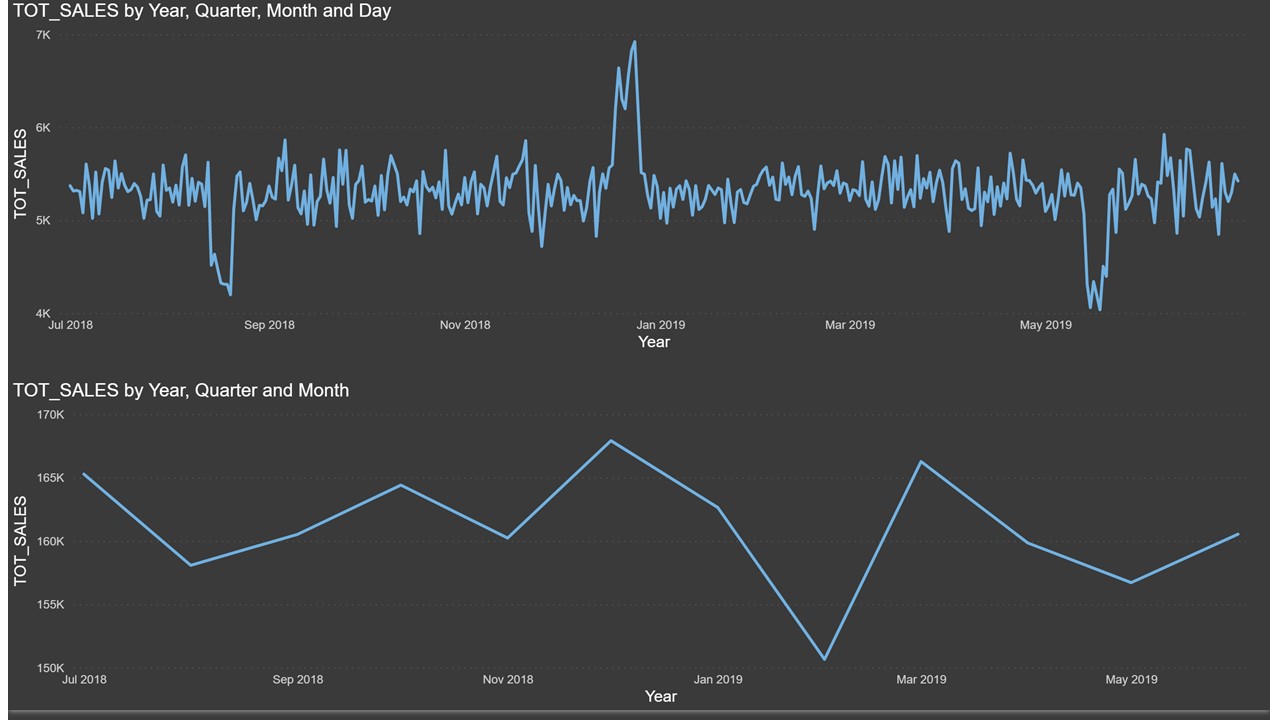 TOT_SALES by Year, Quarter, Month and Day
TOT_SALES
7K
6K
5K
4K
Jul 2018 Sep 2018 Nov 2018 Jan 2019 Mar 2019 May 2019
Year
TOT_SALES by Year, Quarter and Month
TOT_SALES
170K
165K
160K
155K
150K
Jul 2018 Sep 2018 Nov 2018 Jan 2019 Mar 2019 May 2019
Year